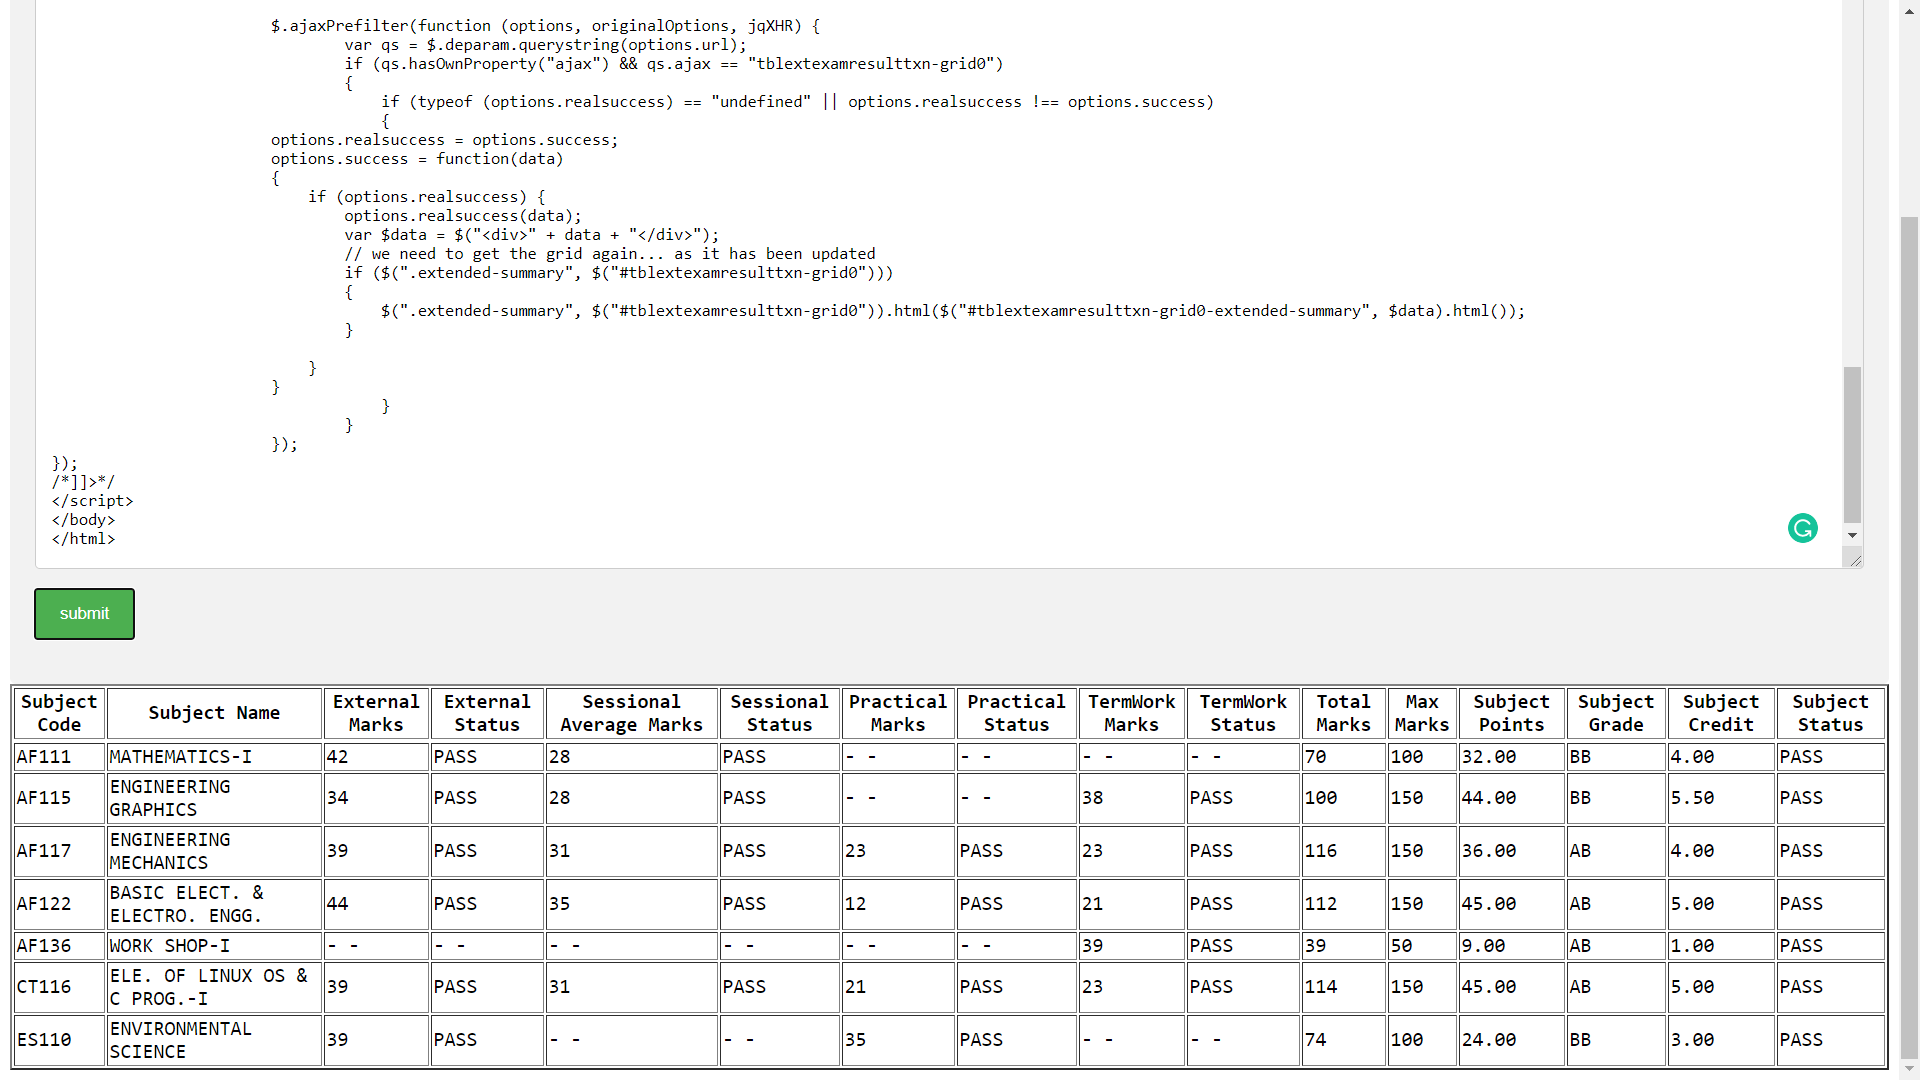 $.ajaxPrefilter(function (options, originalOptions, jqXHR) {
var qs = $.deparam.querystring(options.url);
if (qs.hasOwnProperty("ajax") && qs.ajax == "tblextexamresulttxn-grid0")
{
if (typeof (options.realsuccess) == "undefined" || options.realsuccess !== options.success)
{
options.realsuccess = options.success;
options.success = function(data)
{
if (options.realsuccess) {
options.realsuccess(data);
var $data = $("<div>" + data + "</div>");
// we need to get the grid again... as it has been updated
if ($(".extended-summary", $("#tblextexamresulttxn-grid0")))
{
$(".extended-summary", $("#tblextexamresulttxn-grid0")).html($("#tblextexamresulttxn-grid0-extended-summary", $data).html());
}
}
}
}
}
});
});
/*]]>*/
</script>
</body>
</html>
submit
Subject Code Subject Name External Marks External Status Sessional Average Marks Sessional Status Practical Marks Practical Status TermWork Marks TermWork Status Total Marks Max Marks Subject Points Subject Grade Subject Credit Subject Status
AF111 MATHEMATICS-I 42 PASS 28 PASS - - - - - - - - 70 100 32.00 BB 4.00 PASS
AF115 ENGINEERING GRAPHICS 34 PASS 28 PASS - - - - 38 PASS 100 150 44.00 BB 5.50 PASS
AF117 ENGINEERING MECHANICS 39 PASS 31 PASS 23 PASS 23 PASS 116 150 36.00 AB 4.00 PASS
AF122 BASIC ELECT. & ELECTRO. ENGG. 44 PASS 35 PASS 12 PASS 21 PASS 112 150 45.00 AB 5.00 PASS
AF136 WORK SHOP-I - - - - - - - - - - - - 39 PASS 39 50 9.00 AB 1.00 PASS
CT116 ELE. OF LINUX OS & C PROG.-I 39 PASS 31 PASS 21 PASS 23 PASS 114 150 45.00 AB 5.00 PASS
ES110 ENVIRONMENTAL SCIENCE 39 PASS - - - - 35 PASS - - - - 74 100 24.00 BB 3.00 PASS